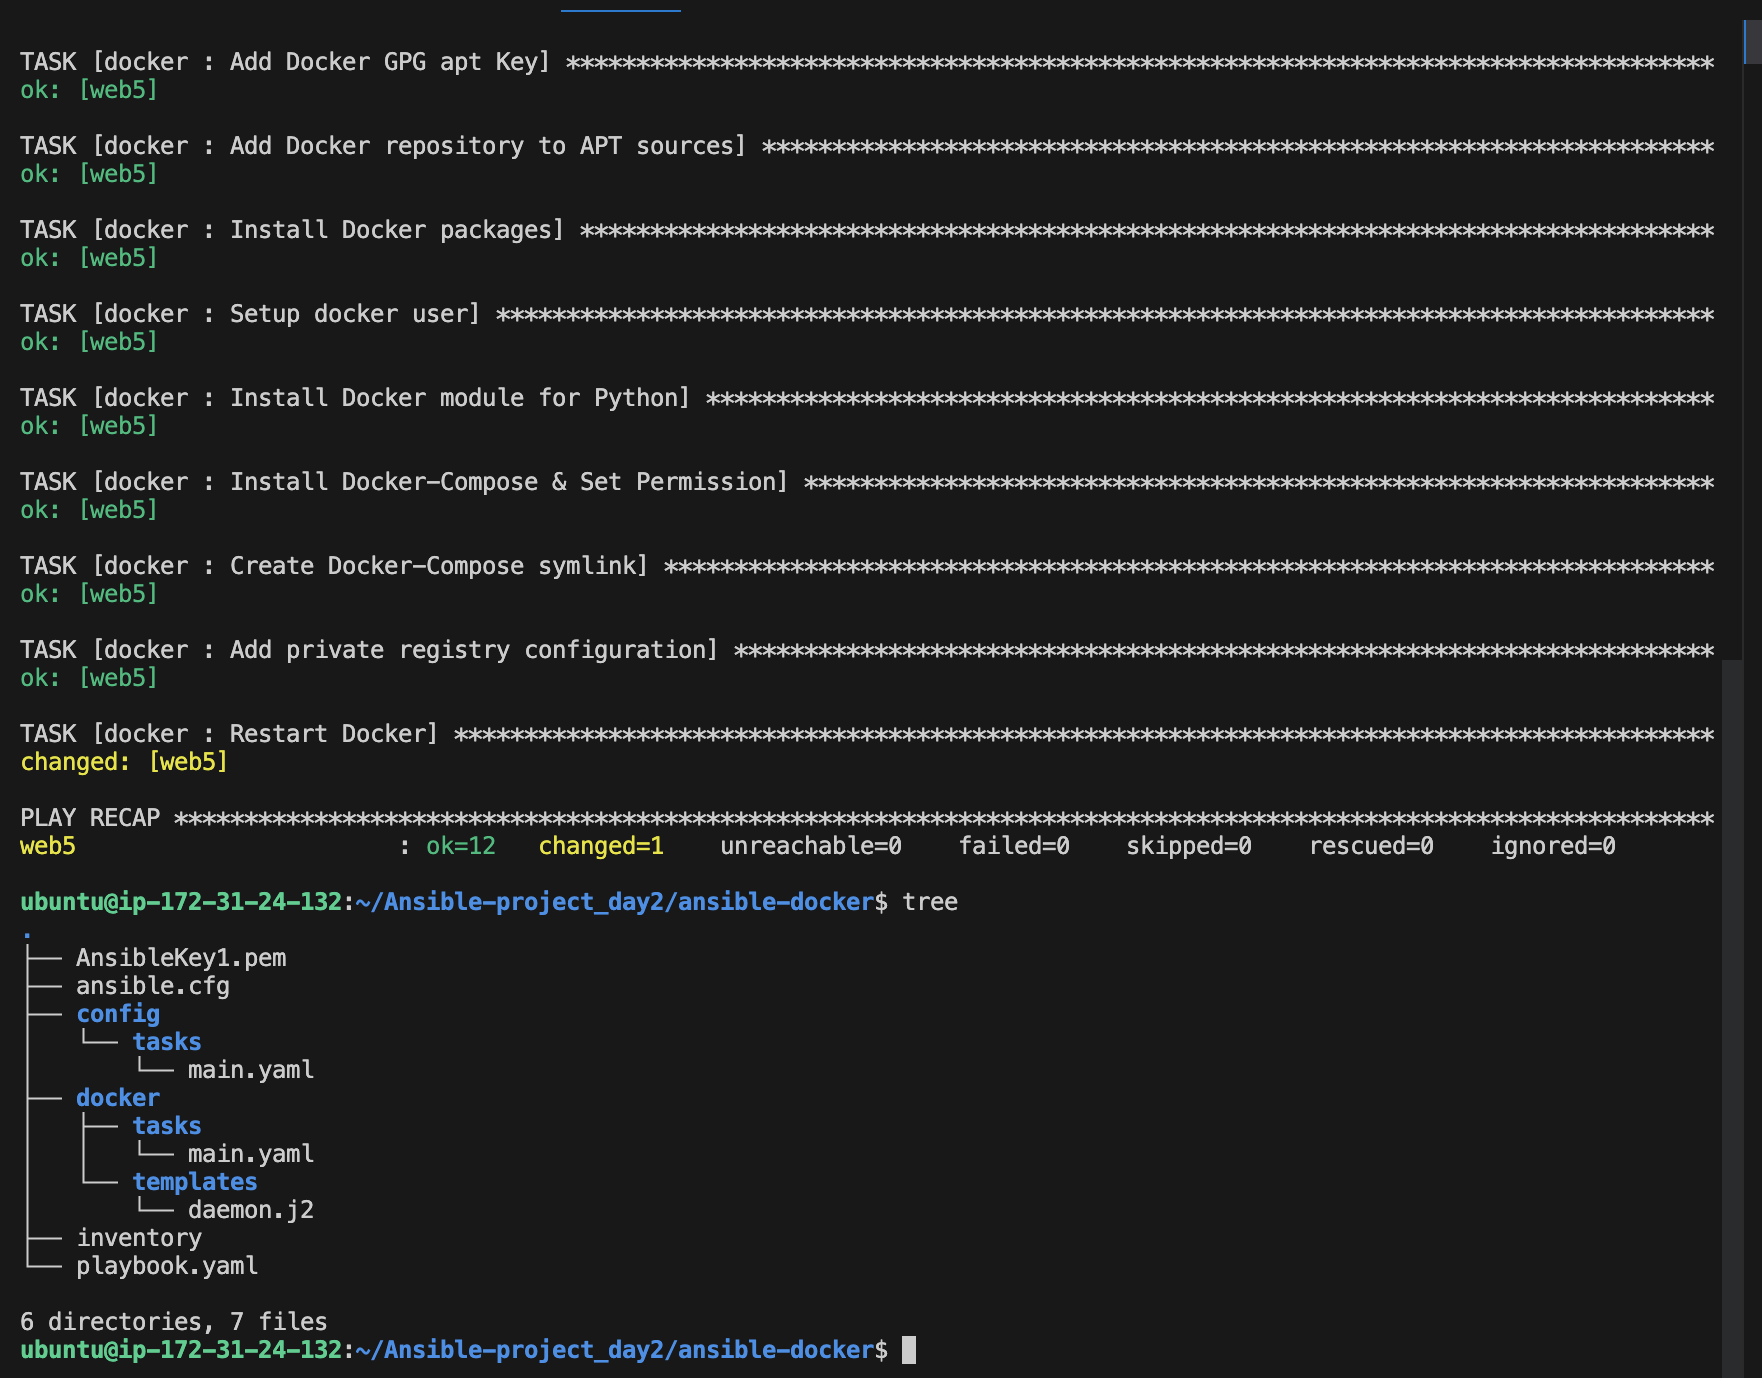 TASK [docker : Add Docker GPG apt Key] **********************************************************************************
ok: [web5]
TASK [docker : Add Docker repository to APT sources] ********************************************************************
ok: [web5]
TASK [docker : Install Docker packages] *********************************************************************************
ok: [web5]
TASK [docker : Setup docker user] ***************************************************************************************
ok: [web5]
TASK [docker : Install Docker module for Python] ************************************************************************
ok: [web5]
TASK [docker : Install Docker-Compose & Set Permission] *****************************************************************
ok: [web5]
TASK [docker : Create Docker-Compose symlink] ***************************************************************************
ok: [web5]
TASK [docker : Add private registry configuration] **********************************************************************
ok: [web5]
TASK [docker : Restart Docker] ******************************************************************************************
changed: [web5]
PLAY RECAP **************************************************************************************************************
web5                       : ok=12   changed=1    unreachable=0    failed=0    skipped=0    rescued=0    ignored=0
ubuntu@ip-172-31-24-132:~/Ansible-project_day2/ansible-docker$ tree
.
├── AnsibleKey1.pem
├── ansible.cfg
├── config
│   └── tasks
│       └── main.yaml
├── docker
│   ├── tasks
│   │   └── main.yaml
│   └── templates
│       └── daemon.j2
├── inventory
└── playbook.yaml
6 directories, 7 files
ubuntu@ip-172-31-24-132:~/Ansible-project_day2/ansible-docker$